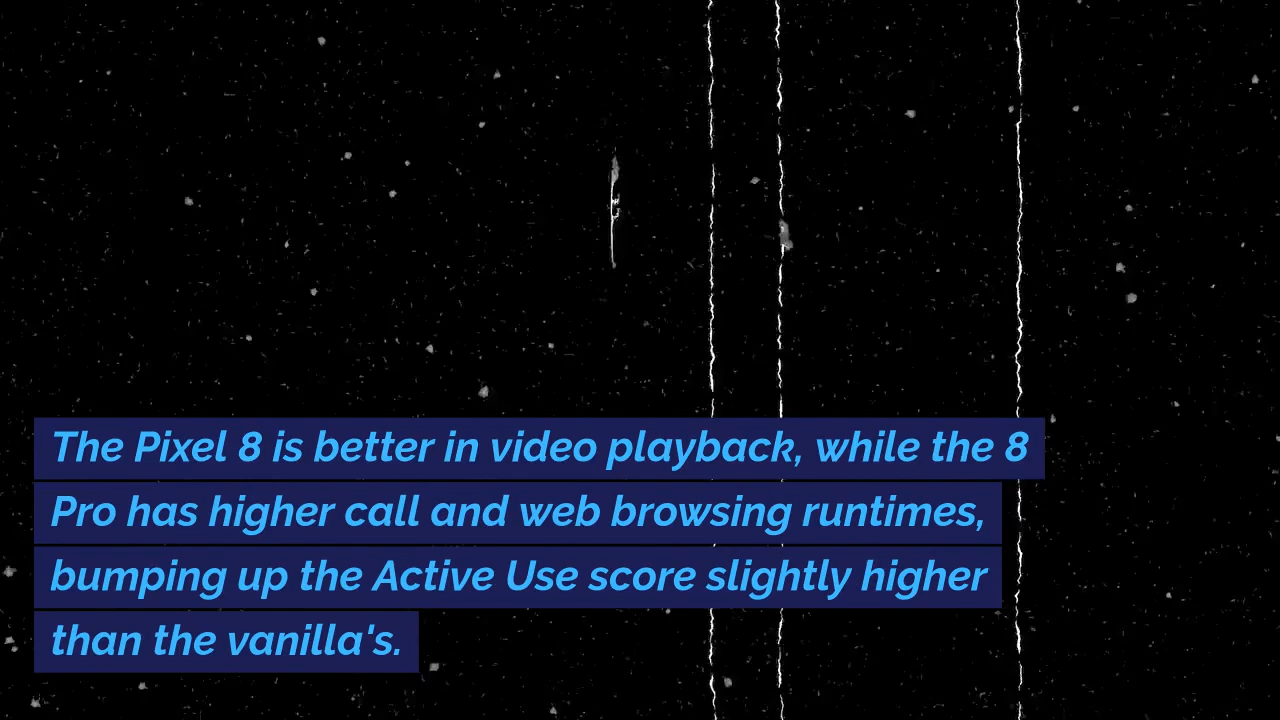 The Pixel 8 is better in video playback, while the 8
Pro has higher call and web browsing runtimes,
bumping up the Active Use score slightly higher
than the vanilla's.